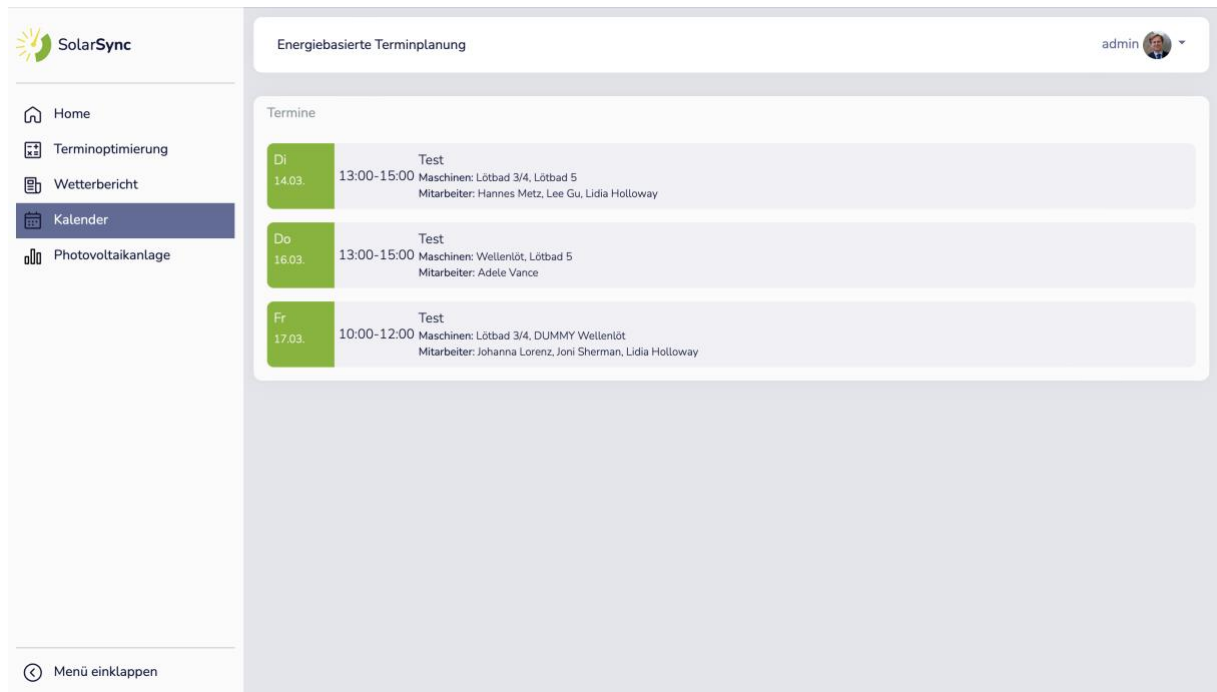 SolarSync
Energiebasierte Terminplanung
admin
Home
Terminoptimierung
Wetterbericht
Kalender
Photovoltaikanlage
Menü einklappen
Termine
Di
14.03.
13:00-15:00
Test
Maschinen: Lötbad 3/4, Lötbad 5
Mitarbeiter: Hannes Metz, Lee Gu, Lidia Holloway
Do
16.03.
13:00-15:00
Test
Maschinen: Wellenlöt, Lötbad 5
Mitarbeiter: Adele Vance
Fr
17.03.
10:00-12:00
Test
Maschinen: Lötbad 3/4, DUMMY Wellenlöt
Mitarbeiter: Johanna Lorenz, Joni Sherman, Lidia Holloway